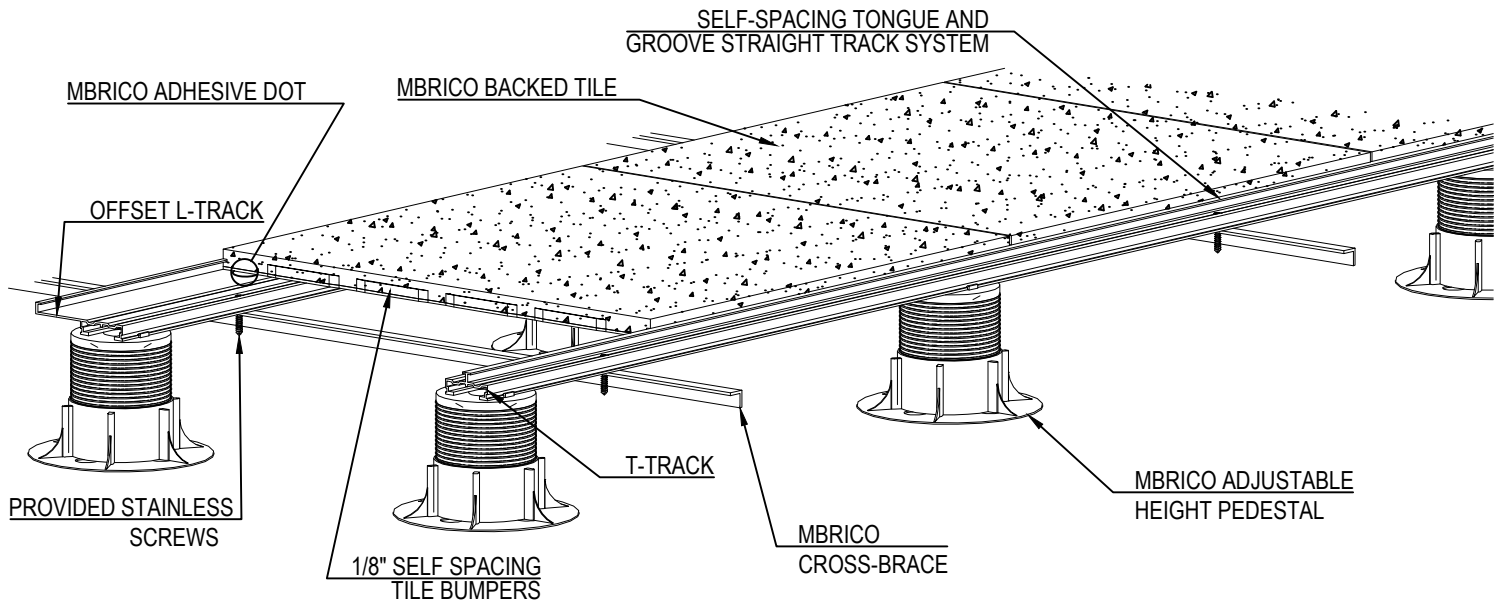 SELF-SPACING TONGUE AND
GROOVE STRAIGHT TRACK SYSTEM
MBRICO ADHESIVE DOT
MBRICO BACKED TILE
OFFSET L-TRACK
T-TRACK
MBRICO ADJUSTABLE
HEIGHT PEDESTAL
PROVIDED STAINLESS
SCREWS
MBRICO
CROSS-BRACE
1/8" SELF SPACING
TILE BUMPERS